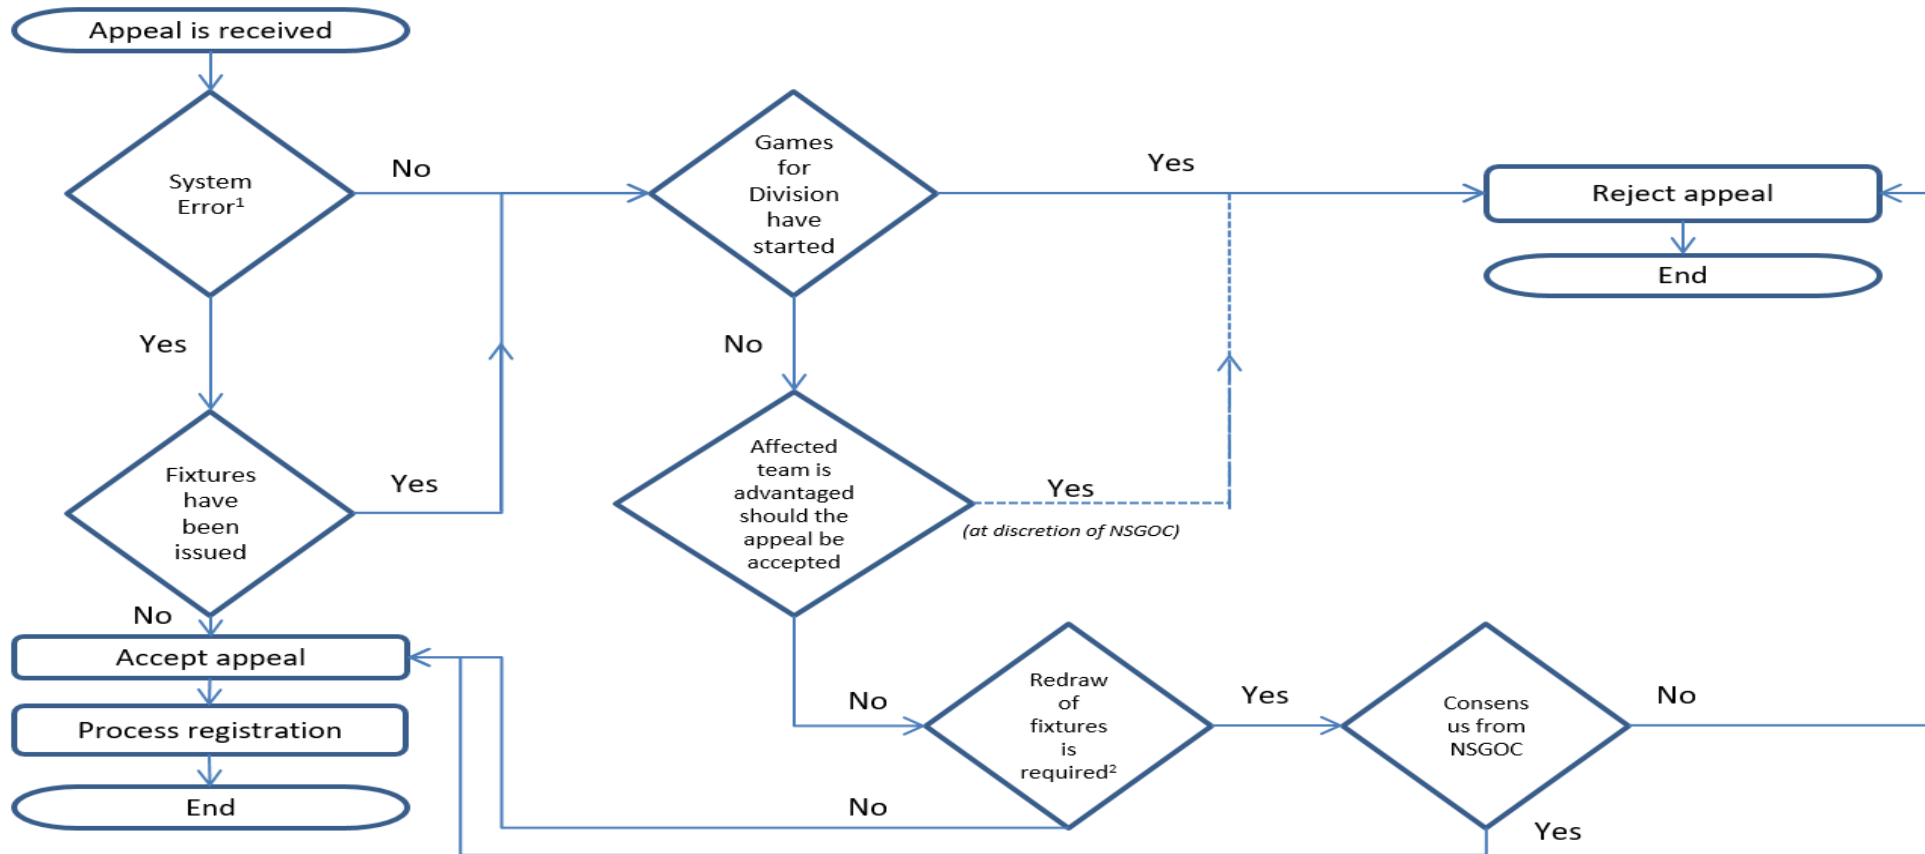 Appeal is received
System
Error¹
No
Yes
Fixtures
have
been
issued
Yes
No
Accept appeal
Process registration
End
Games
for
Division
have
started
Yes
No
Affected
team is
advantaged
should the
appeal be
accepted
Yes
(at discretion of NSGOC)
No
Redraw
of
fixtures
is
required²
Yes
No
Consens
us from
NSGOC
No
Yes
Reject appeal
End